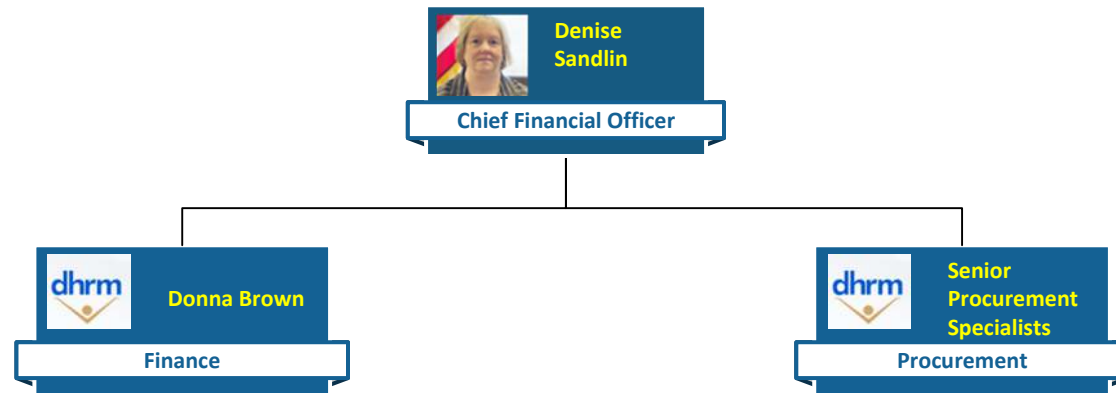 Denise
Sandlin
Chief Financial Officer
dhrm
Donna Brown
Finance
dhrm
Senior
Procurement
Specialists
Procurement